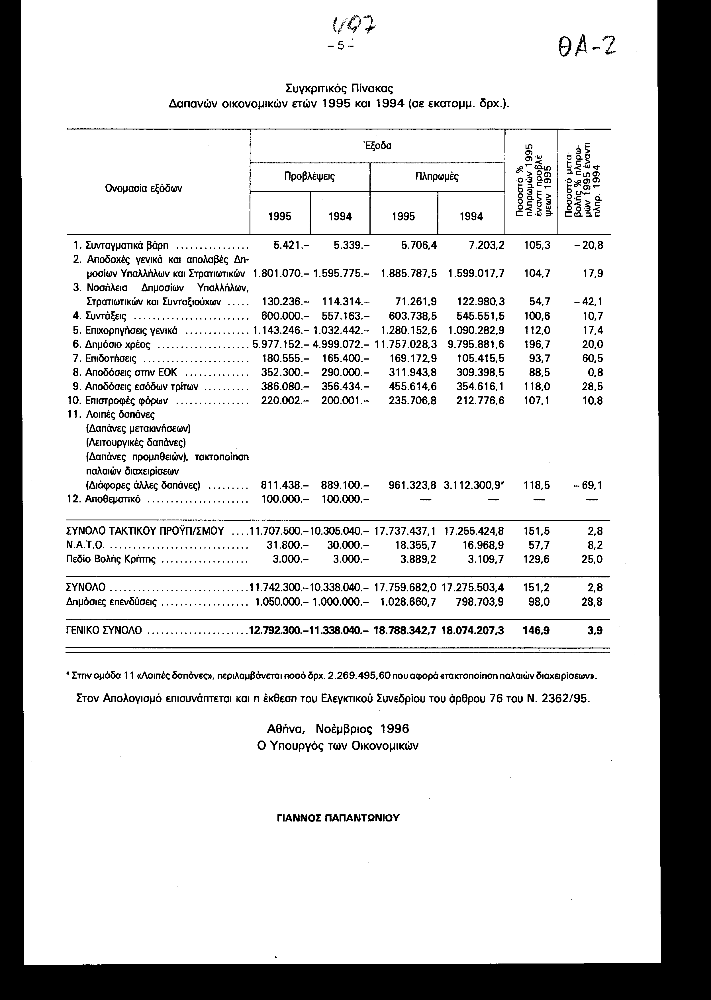 497
- 5 -
ΘΑ-2
Συγκριτικός Πίνακας
Δαπανών οικονομικών ετών 1995 και 1994 (σε εκατομμ. δρχ.).
Ονομασία εξόδων
Έξοδα
Προβλέψεις Πληρωμές
1995 1994 1995 1994
Ποσοστό %
πληρωμών 1995
έναντι προβλέ-
ψεων 1995
Ποσοστό μετα-
βολής % πληρω-
μών 1995 έναντι
πληρ. 1994
1. Συνταγματικά βάρη ................ 5.421.- 5.339.- 5.706,4 7.203,2 105,3 -20,8
2. Αποδοχές γενικά και απολαβές Δη-
μοσίων Υπαλλήλων και Στρατιωτικών 1.801.070.- 1.595.775.- 1.885.787,5 1.599.017,7 104,7 17,9
3. Νοσήλεια Δημοσίων Υπαλλήλων,
Στρατιωτικών και Συνταξιούχων ..... 130.236.- 114.314.- 71.261,9 122.980,3 54,7 -42,1
4. Συντάξεις ......................... 600.000.- 557.163.- 603.738,5 545.551,5 100,6 10,7
5. Επιχορηγήσεις γενικά .............. 1.143.246.- 1.032.442.- 1.280.152,6 1.090.282,9 112,0 17,4
6. Δημόσιο χρέος .................... 5.977.152.- 4.999.072.- 11.757.028,3 9.795.881,6 196,7 20,0
7. Επιδοτήσεις ....................... 180.555.- 165.400.- 169.172,9 105.415,5 93,7 60,5
8. Αποδόσεις στην ΕΟΚ .............. 352.300.- 290.000.- 311.943,8 309.398,5 88,5 0,8
9. Αποδόσεις εσόδων τρίτων .......... 386.080.- 356.434.- 455.614,6 354.616,1 118,0 28,5
10. Επιστροφές φόρων ................ 220.002.- 200.001.- 235.706,8 212.776,6 107,1 10,8
11. Λοιπές δαπάνες
(Δαπάνες μετακινήσεων)
(Λειτουργικές δαπάνες)
(Δαπάνες προμηθειών), τακτοποίηση
παλαιών διαχειρίσεων
(Διάφορες άλλες δαπάνες) ......... 811.438.- 889.100.- 961.323,8 3.112.300,9* 118,5 -69,1
12. Αποθεματικό ...................... 100.000.- 100.000.- — — — —
ΣΥΝΟΛΟ ΤΑΚΤΙΚΟΥ ΠΡΟΫΠ/ΣΜΟΥ ....11.707.500.-10.305.040.- 17.737.437,1 17.255.424,8 151,5 2,8
Ν.Α.Τ.Ο. .............................. 31.800.- 30.000.- 18.355,7 16.968,9 57,7 8,2
Πεδίο Βολής Κρήτης ................... 3.000.- 3.000.- 3.889,2 3.109,7 129,6 25,0
ΣΥΝΟΛΟ ..............................11.742.300.-10.338.040.- 17.759.682,0 17.275.503,4 151,2 2,8
Δημόσιες επενδύσεις ................... 1.050.000.- 1.000.000.- 1.028.660,7 798.703,9 98,0 28,8
ΓΕΝΙΚΟ ΣΥΝΟΛΟ ......................12.792.300.-11.338.040.- 18.788.342,7 18.074.207,3 146,9 3,9
* Στην ομάδα 11 «Λοιπές δαπάνες», περιλαμβάνεται ποσό δρχ. 2.269.495,60 που αφορά «τακτοποίηση παλαιών διαχειρίσεων».
Στον Απολογισμό επισυνάπτεται και η έκθεση του Ελεγκτικού Συνεδρίου του άρθρου 76 του Ν. 2362/95.
Αθήνα, Νοέμβριος 1996
Ο Υπουργός των Οικονομικών
ΓΙΑΝΝΟΣ ΠΑΠΑΝΤΩΝΙΟΥ